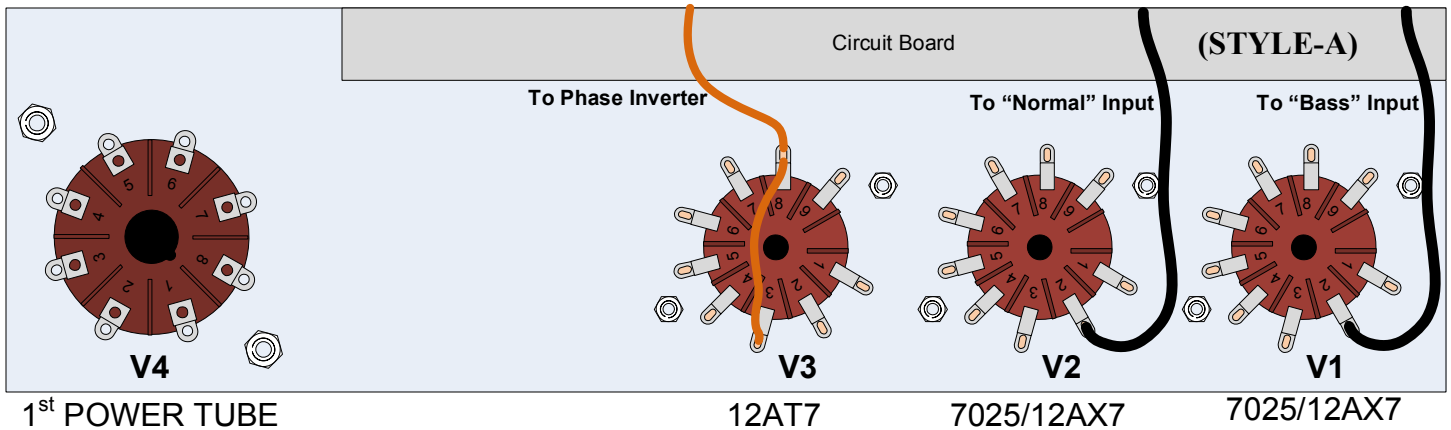 Circuit Board
(STYLE-A)
To Phase Inverter
To “Normal” Input
To “Bass” Input
5 6
4 7
3 8
2 1
8
7 9
6
5
4 1
3 2
8
7 9
6
5
4 1
3 2
8
7 9
6
5
4 1
3 2
V4
V3
V2
V1
1st POWER TUBE
12AT7
7025/12AX7
7025/12AX7